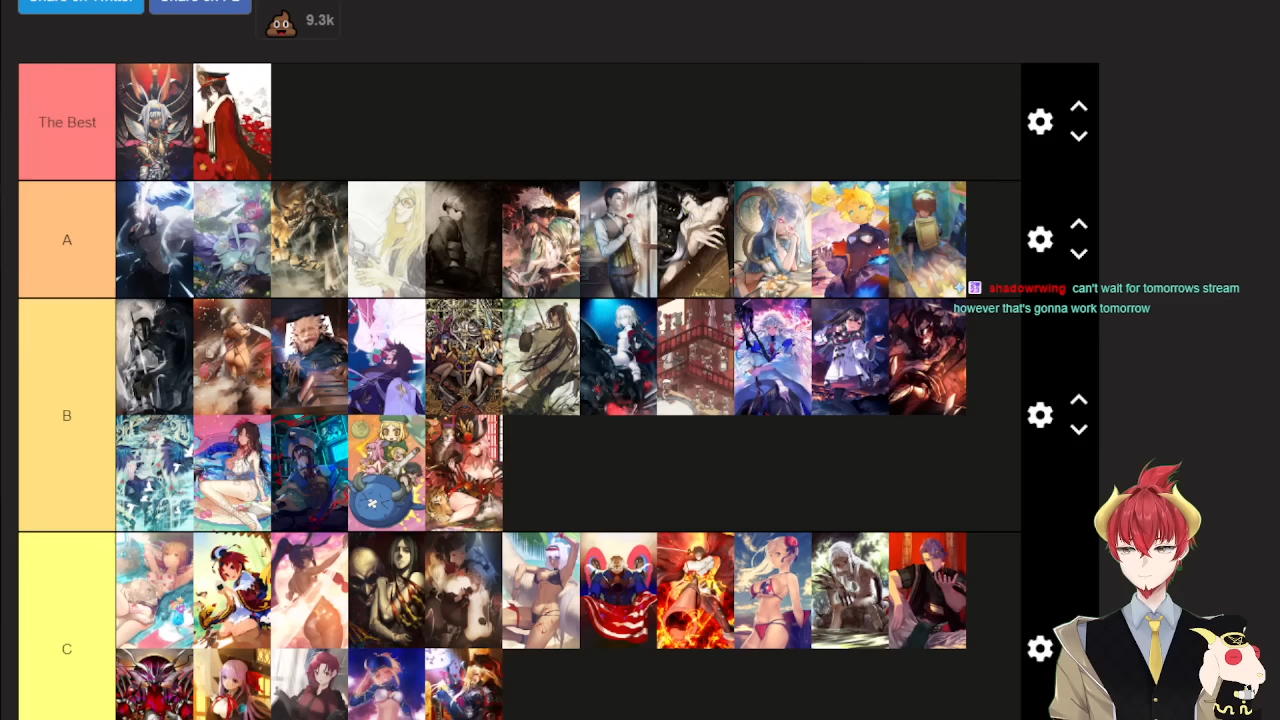 9.3k
The Best
A
shadowrwing can't wait for tomorrows stream
however that's gonna work tomorrow
B
C